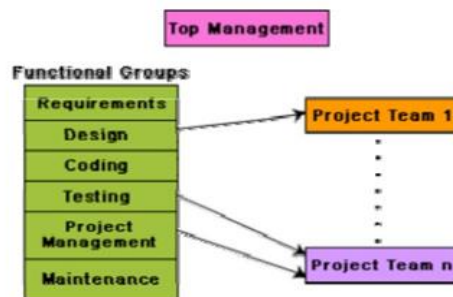 Top Management
Functional Groups
Requirements
Design
Coding
Testing
Project
Management
Maintenance
Project Team 1
Project Team n